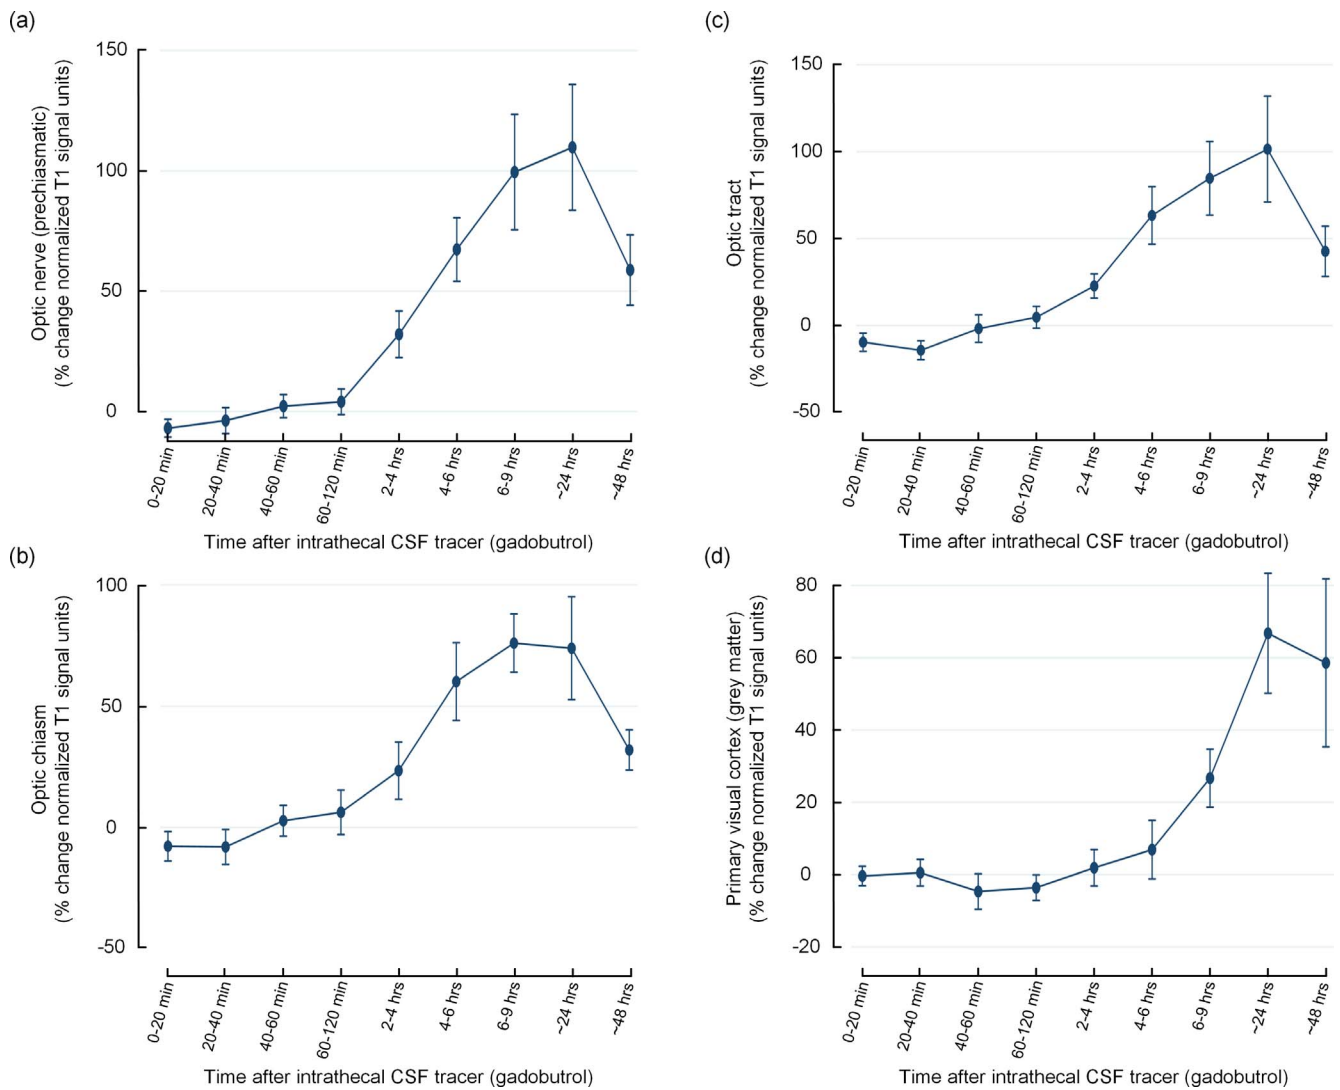 (a)
Optic nerve (prechiasmatic)
(% change normalized T1 signal units)
150
100
50
0
0-20 min
20-40 min
40-60 min
60-120 min
2-4 hrs
4-6 hrs
6-9 hrs
~24 hrs
~48 hrs
Time after intrathecal CSF tracer (gadobutrol)
(b)
Optic chiasm
(% change normalized T1 signal units)
100
50
0
-50
0-20 min
20-40 min
40-60 min
60-120 min
2-4 hrs
4-6 hrs
6-9 hrs
~24 hrs
~48 hrs
Time after intrathecal CSF tracer (gadobutrol)
(c)
Optic tract
(% change normalized T1 signal units)
150
100
50
0
-50
0-20 min
20-40 min
40-60 min
60-120 min
2-4 hrs
4-6 hrs
6-9 hrs
~24 hrs
~48 hrs
Time after intrathecal CSF tracer (gadobutrol)
(d)
Primary visual cortex (grey matter)
(% change normalized T1 signal units)
80
60
40
20
0
-20
0-20 min
20-40 min
40-60 min
60-120 min
2-4 hrs
4-6 hrs
6-9 hrs
~24 hrs
~48 hrs
Time after intrathecal CSF tracer (gadobutrol)